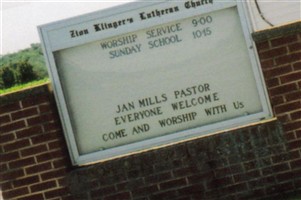 Zion Klinger's Lutheran Church
WORSHIP SERVICE 9:00
SUNDAY SCHOOL 10:15
JAN MILLS PASTOR
EVERYONE WELCOME
COME AND WORSHIP WITH US